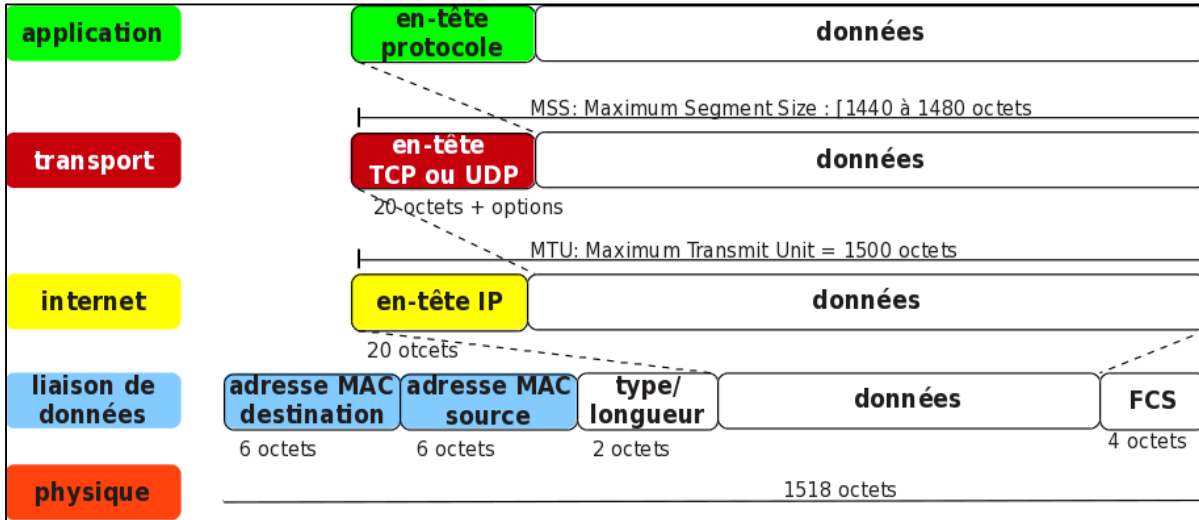 application
en-tête
protocole
données
MSS: Maximum Segment Size : [1440 à 1480 octets
transport
en-tête
TCP ou UDP
données
20 octets + options
MTU: Maximum Transmit Unit = 1500 octets
internet
en-tête IP
données
20 otcets
liaison de
données
adresse MAC
destination
adresse MAC
source
type/
longueur
données
FCS
6 octets
6 octets
2 octets
4 octets
physique
1518 octets